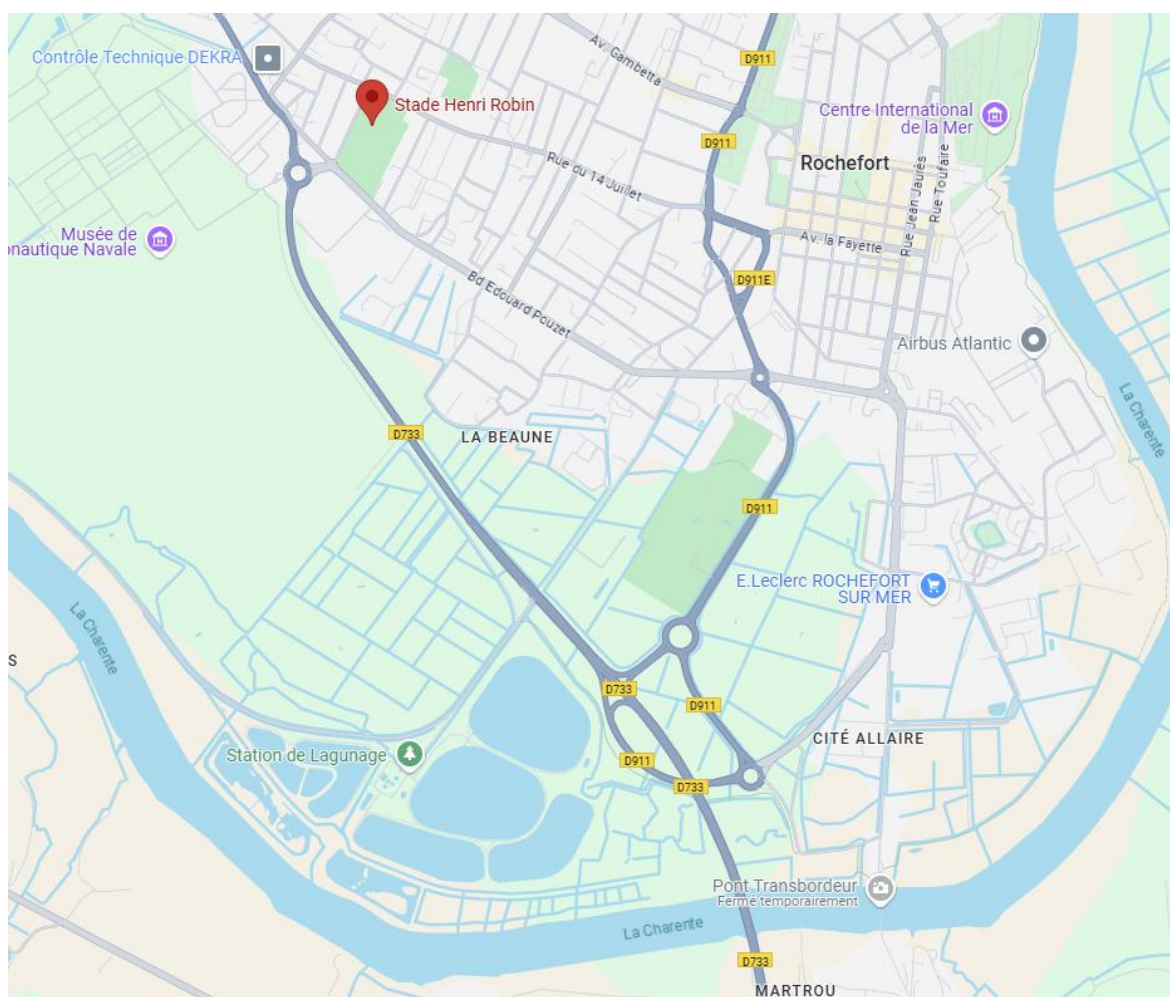 Contrôle Technique DEKRA
Av. Gambetta
D911
Stade Henri Robin
Centre International
de la Mer
D911
Rochefort
Rue du 14 Juillet
Rue Jean Jaurès
Rue Toufaire
Musée de
onautique Navale
Av. la Fayette
D911E
Bd Edouard Pouzet
Airbus Atlantic
La Charente
D733
LA BEAUNE
D911
E.Leclerc ROCHEFORT
SUR MER
La Charente
S
D733
D911
CITÉ ALLAIRE
Station de Lagunage
D911
D733
Pont Transbordeur
Fermé temporairement
La Charente
D733
MARTROU